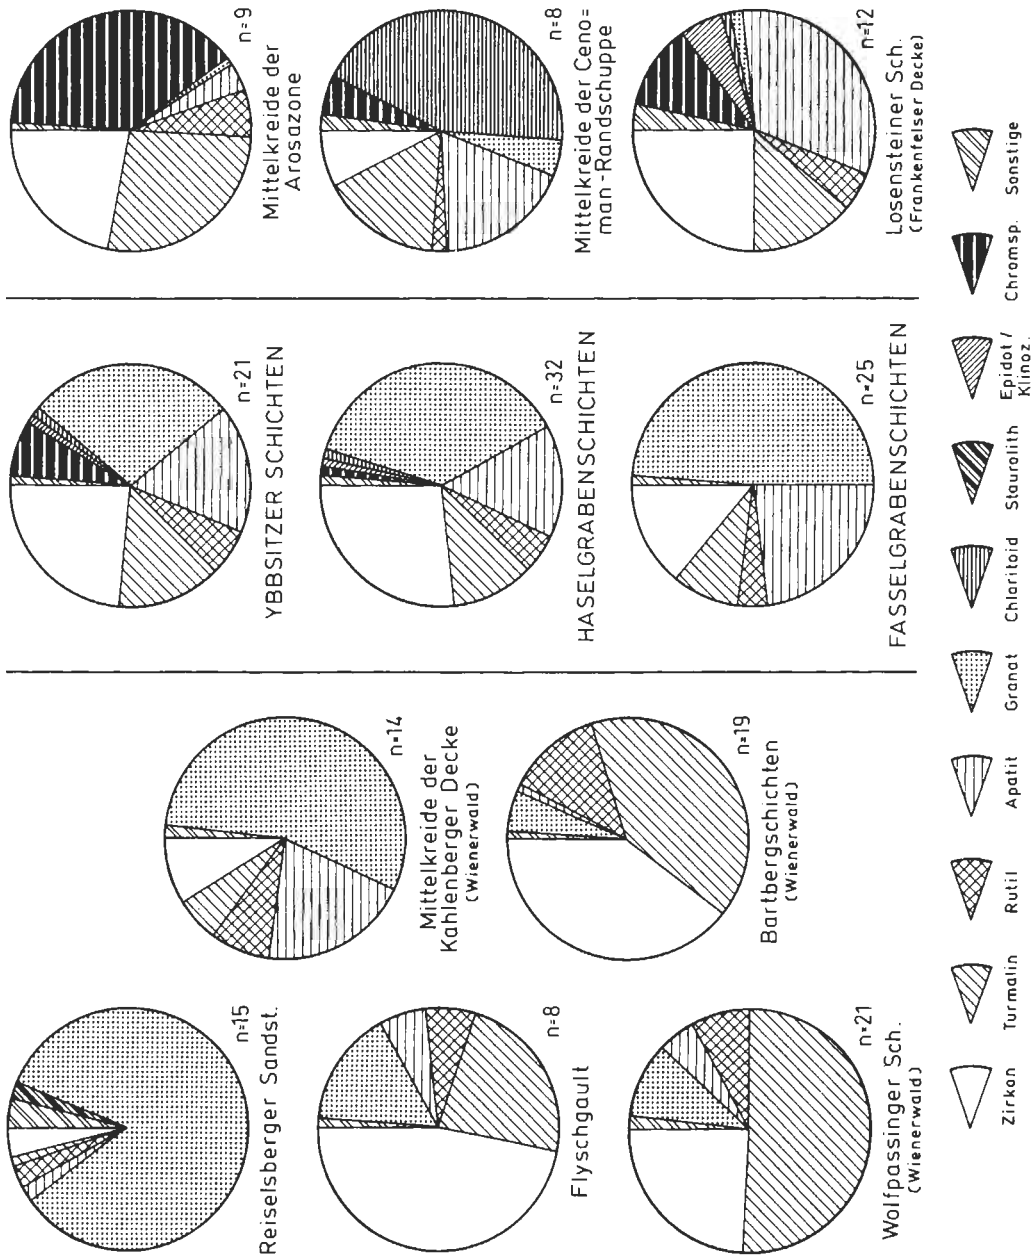 n=15
Reiselsberger Sandst.
n=8
Flyschgault
n=21
Wolfpassinger Sch.
(Wienerwald)
n=14
Mittelkreide der
Kahlenberger Decke
(Wienerwald)
n=19
Bartbergschichten
(Wienerwald)
n=21
YBBSITZER SCHICHTEN
n=32
HASELGRABENSCHICHTEN
n=25
FASSELGRABENSCHICHTEN
n=9
Mittelkreide der
Arosazone
n=8
Mittelkreide der Ceno=
man-Randschuppe
n=12
Losensteiner Sch.
(Frankenfelser Decke)
Zirkan
Turmalin
Rutil
Apatit
Granat
Chloritoid
Staurolith
Epidot /
Klinoz.
Chromsp.
Sonstige